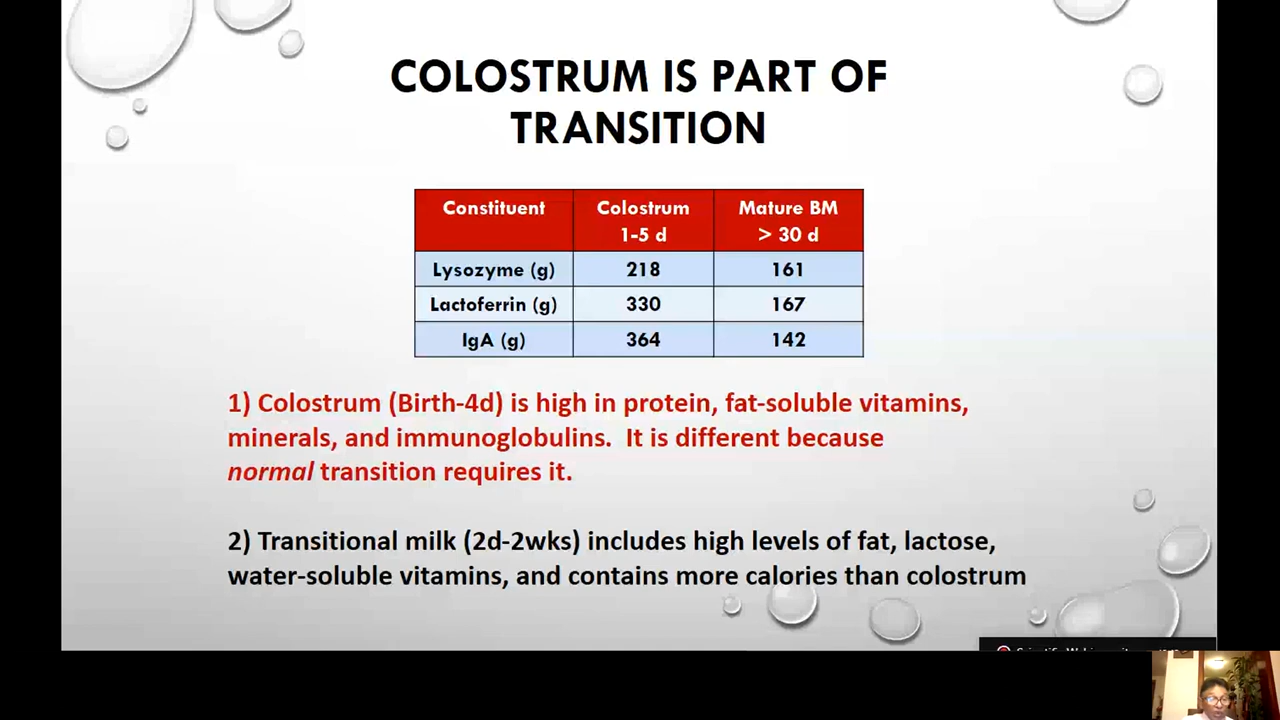 COLOSTRUM IS PART OF
TRANSITION
Constituent Colostrum 1-5 d Mature BM > 30 d
Lysozyme (g) 218 161
Lactoferrin (g) 330 167
IgA (g) 364 142
1) Colostrum (Birth-4d) is high in protein, fat-soluble vitamins,
minerals, and immunoglobulins. It is different because
normal transition requires it.
2) Transitional milk (2d-2wks) includes high levels of fat, lactose,
water-soluble vitamins, and contains more calories than colostrum